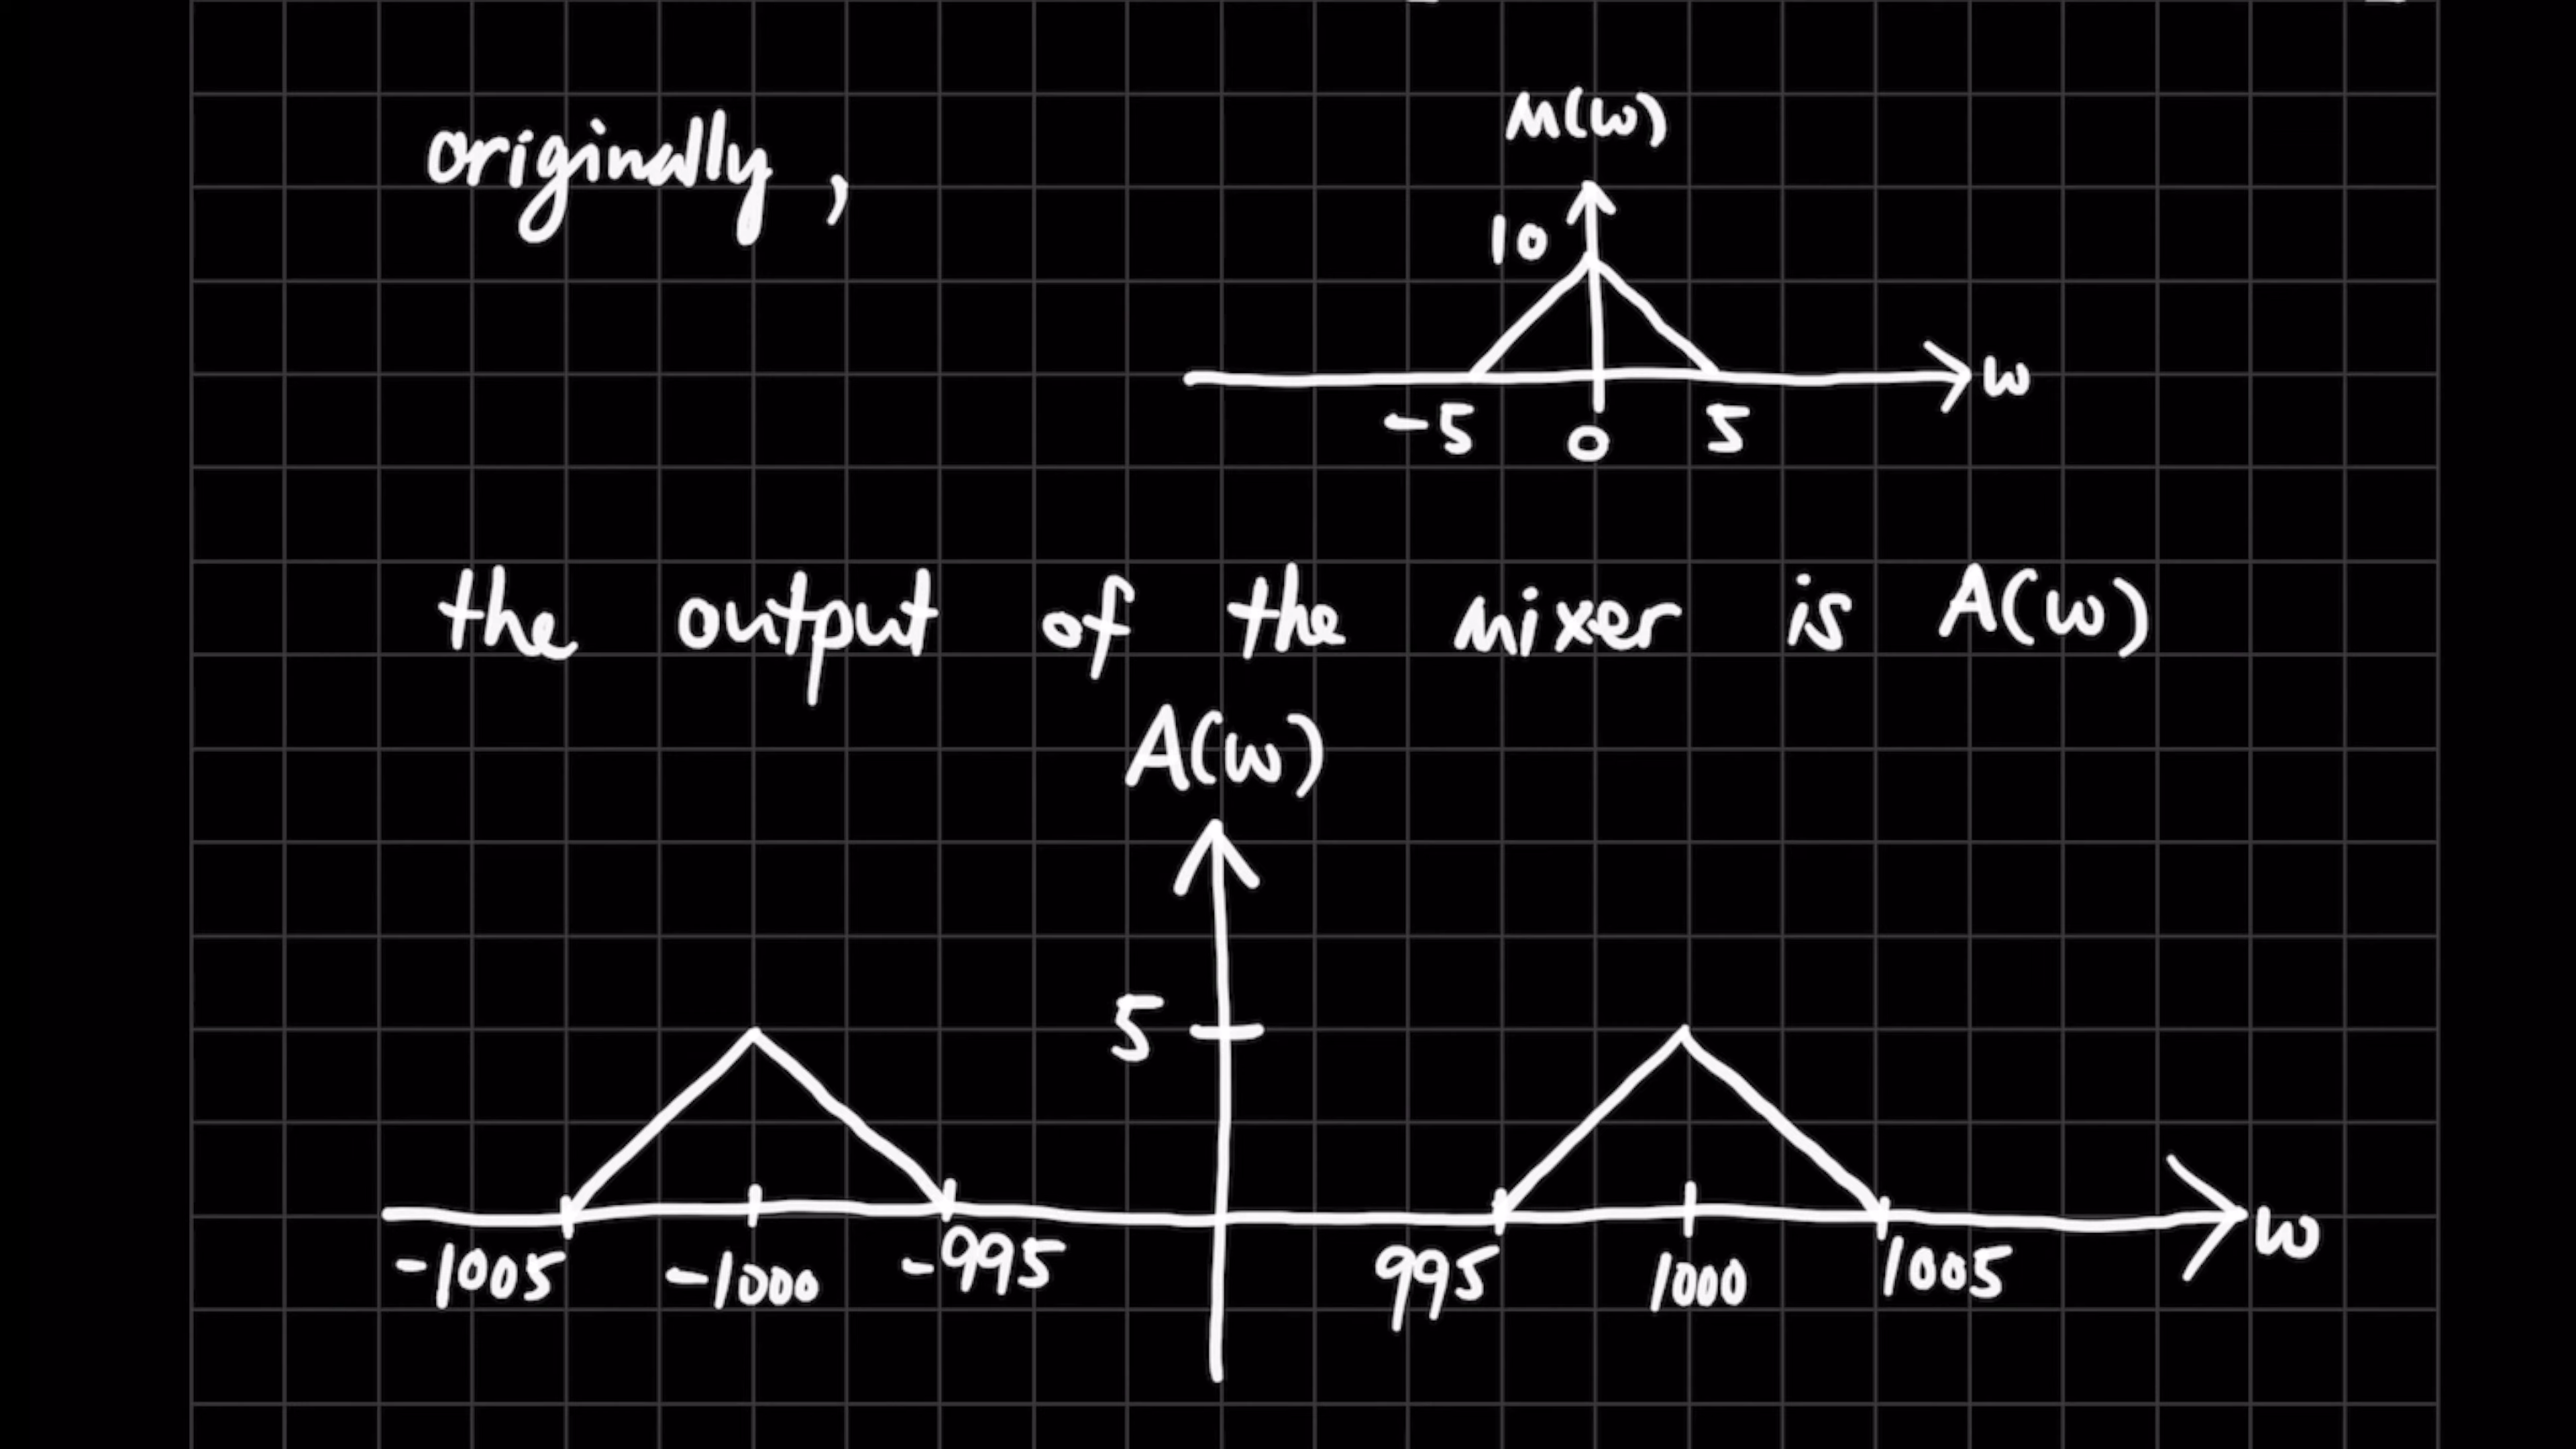 originally,
M(w)
10
w
-5 0 5
the output of the mixer is A(w)
A(w)
5
w
-1005 -1000 -995 995 1000 1005